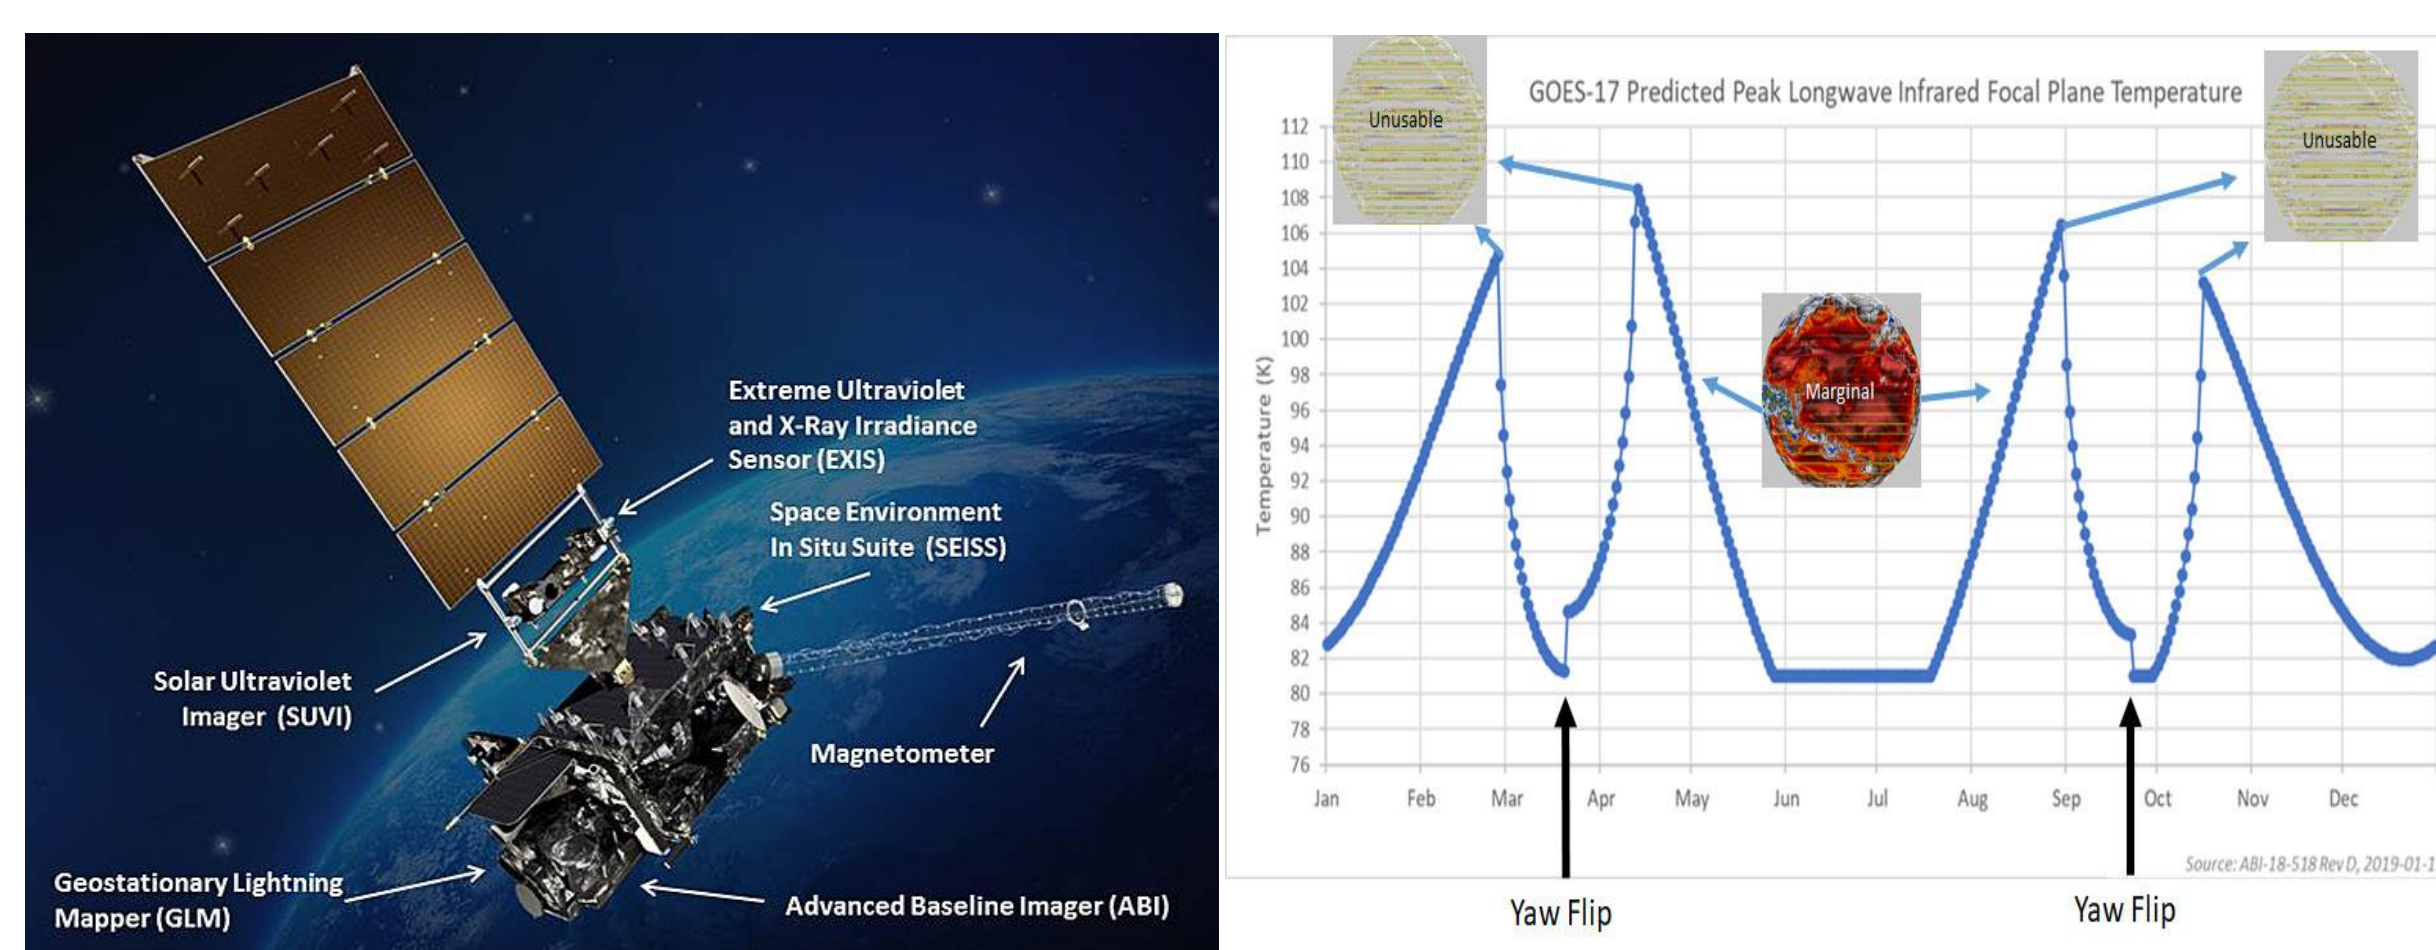 Extreme Ultraviolet
and X-Ray Irradiance
Sensor (EXIS)
Space Environment
In Situ Suite (SEISS)
Solar Ultraviolet
Imager (SUVI)
Magnetometer
Geostationary Lightning
Mapper (GLM)
Advanced Baseline Imager (ABI)
GOES-17 Predicted Peak Longwave Infrared Focal Plane Temperature
Unusable
Unusable
Marginal
Temperature (K)
112
110
108
106
104
102
100
98
96
94
92
90
88
86
84
82
80
78
76
Jan Feb Mar Apr May Jun Jul Aug Sep Oct Nov Dec
Source: ABI-18-518 Rev D, 2019-01-1
Yaw Flip
Yaw Flip